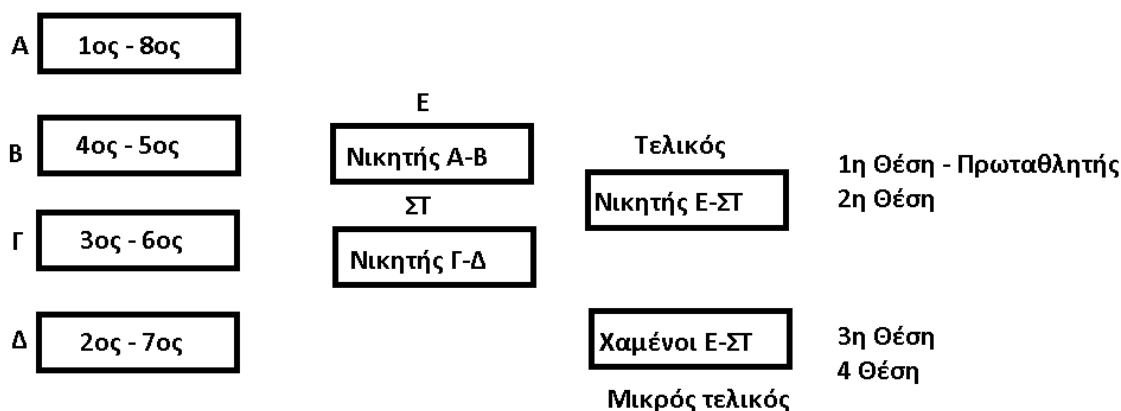 Α
1ος - 8ος
Β
4ος - 5ος
Γ
3ος - 6ος
Δ
2ος - 7ος
Ε
Νικητής Α-Β
ΣΤ
Νικητής Γ-Δ
Τελικός
Νικητής Ε-ΣΤ
Χαμένοι Ε-ΣΤ
Μικρός τελικός
1η Θέση - Πρωταθλητής
2η Θέση
3η Θέση
4 Θέση